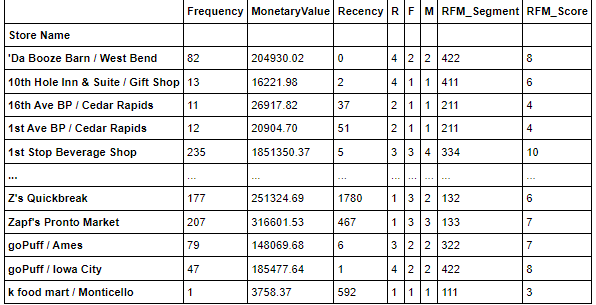 Frequency MonetaryValue Recency R F M RFM_Segment RFM_Score
Store Name
'Da Booze Barn / West Bend 82 204930.02 0 4 2 2 422 8
10th Hole Inn & Suite / Gift Shop 13 16221.98 2 4 1 1 411 6
16th Ave BP / Cedar Rapids 11 26917.82 37 2 1 1 211 4
1st Ave BP / Cedar Rapids 12 20904.70 51 2 1 1 211 4
1st Stop Beverage Shop 235 1851350.37 5 3 3 4 334 10
... ... ... ... ... ... ... ... ...
Z's Quickbreak 177 251324.69 1780 1 3 2 132 6
Zapf's Pronto Market 207 316601.53 467 1 3 3 133 7
goPuff / Ames 79 148069.68 6 3 2 2 322 7
goPuff / Iowa City 47 185477.64 1 4 2 2 422 8
k food mart / Monticello 1 3758.37 592 1 1 1 111 3